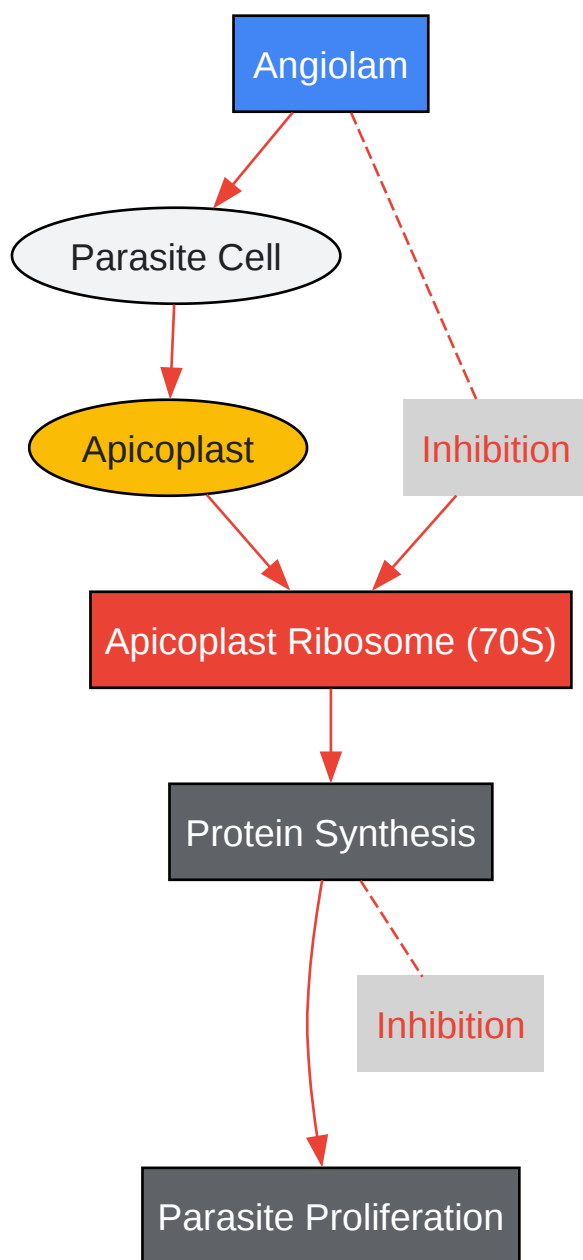 Angiolam
Parasite Cell
Apicoplast
Inhibition
Apicoplast Ribosome (70S)
Protein Synthesis
Inhibition
Parasite Proliferation